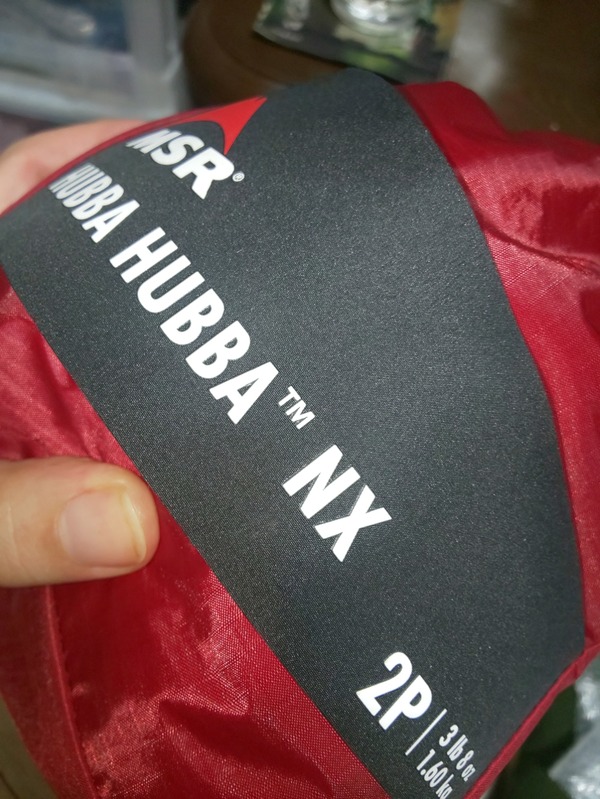 MSR®
HUBBA HUBBA™ NX
2P
3 lb 8 oz
1.60 kg